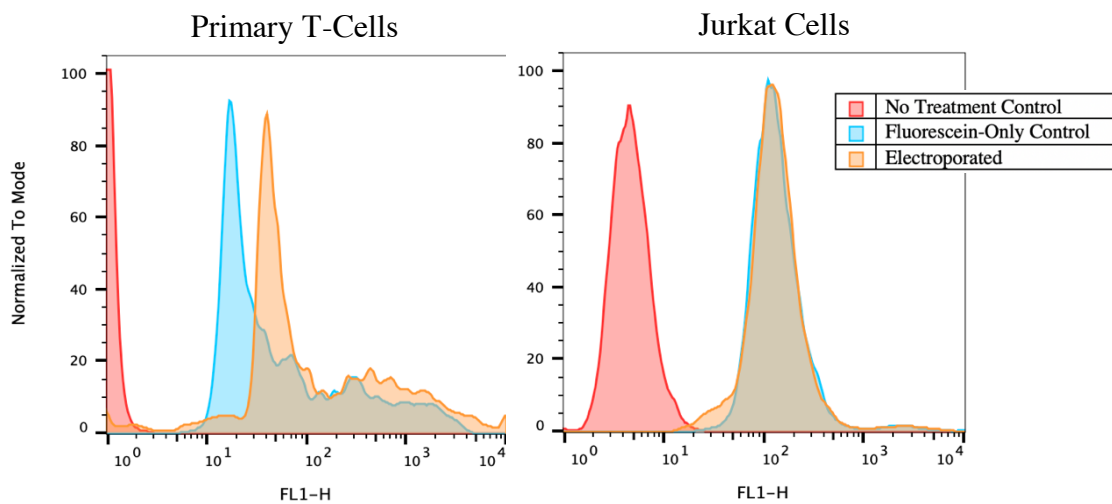 Primary T-Cells
Jurkat Cells
Normalized To Mode
100
80
60
40
20
0
10^0 10^1 10^2 10^3 10^4
FL1-H
100
80
60
40
20
0
10^0 10^1 10^2 10^3 10^4
FL1-H
No Treatment Control
Fluorescein-Only Control
Electroporated